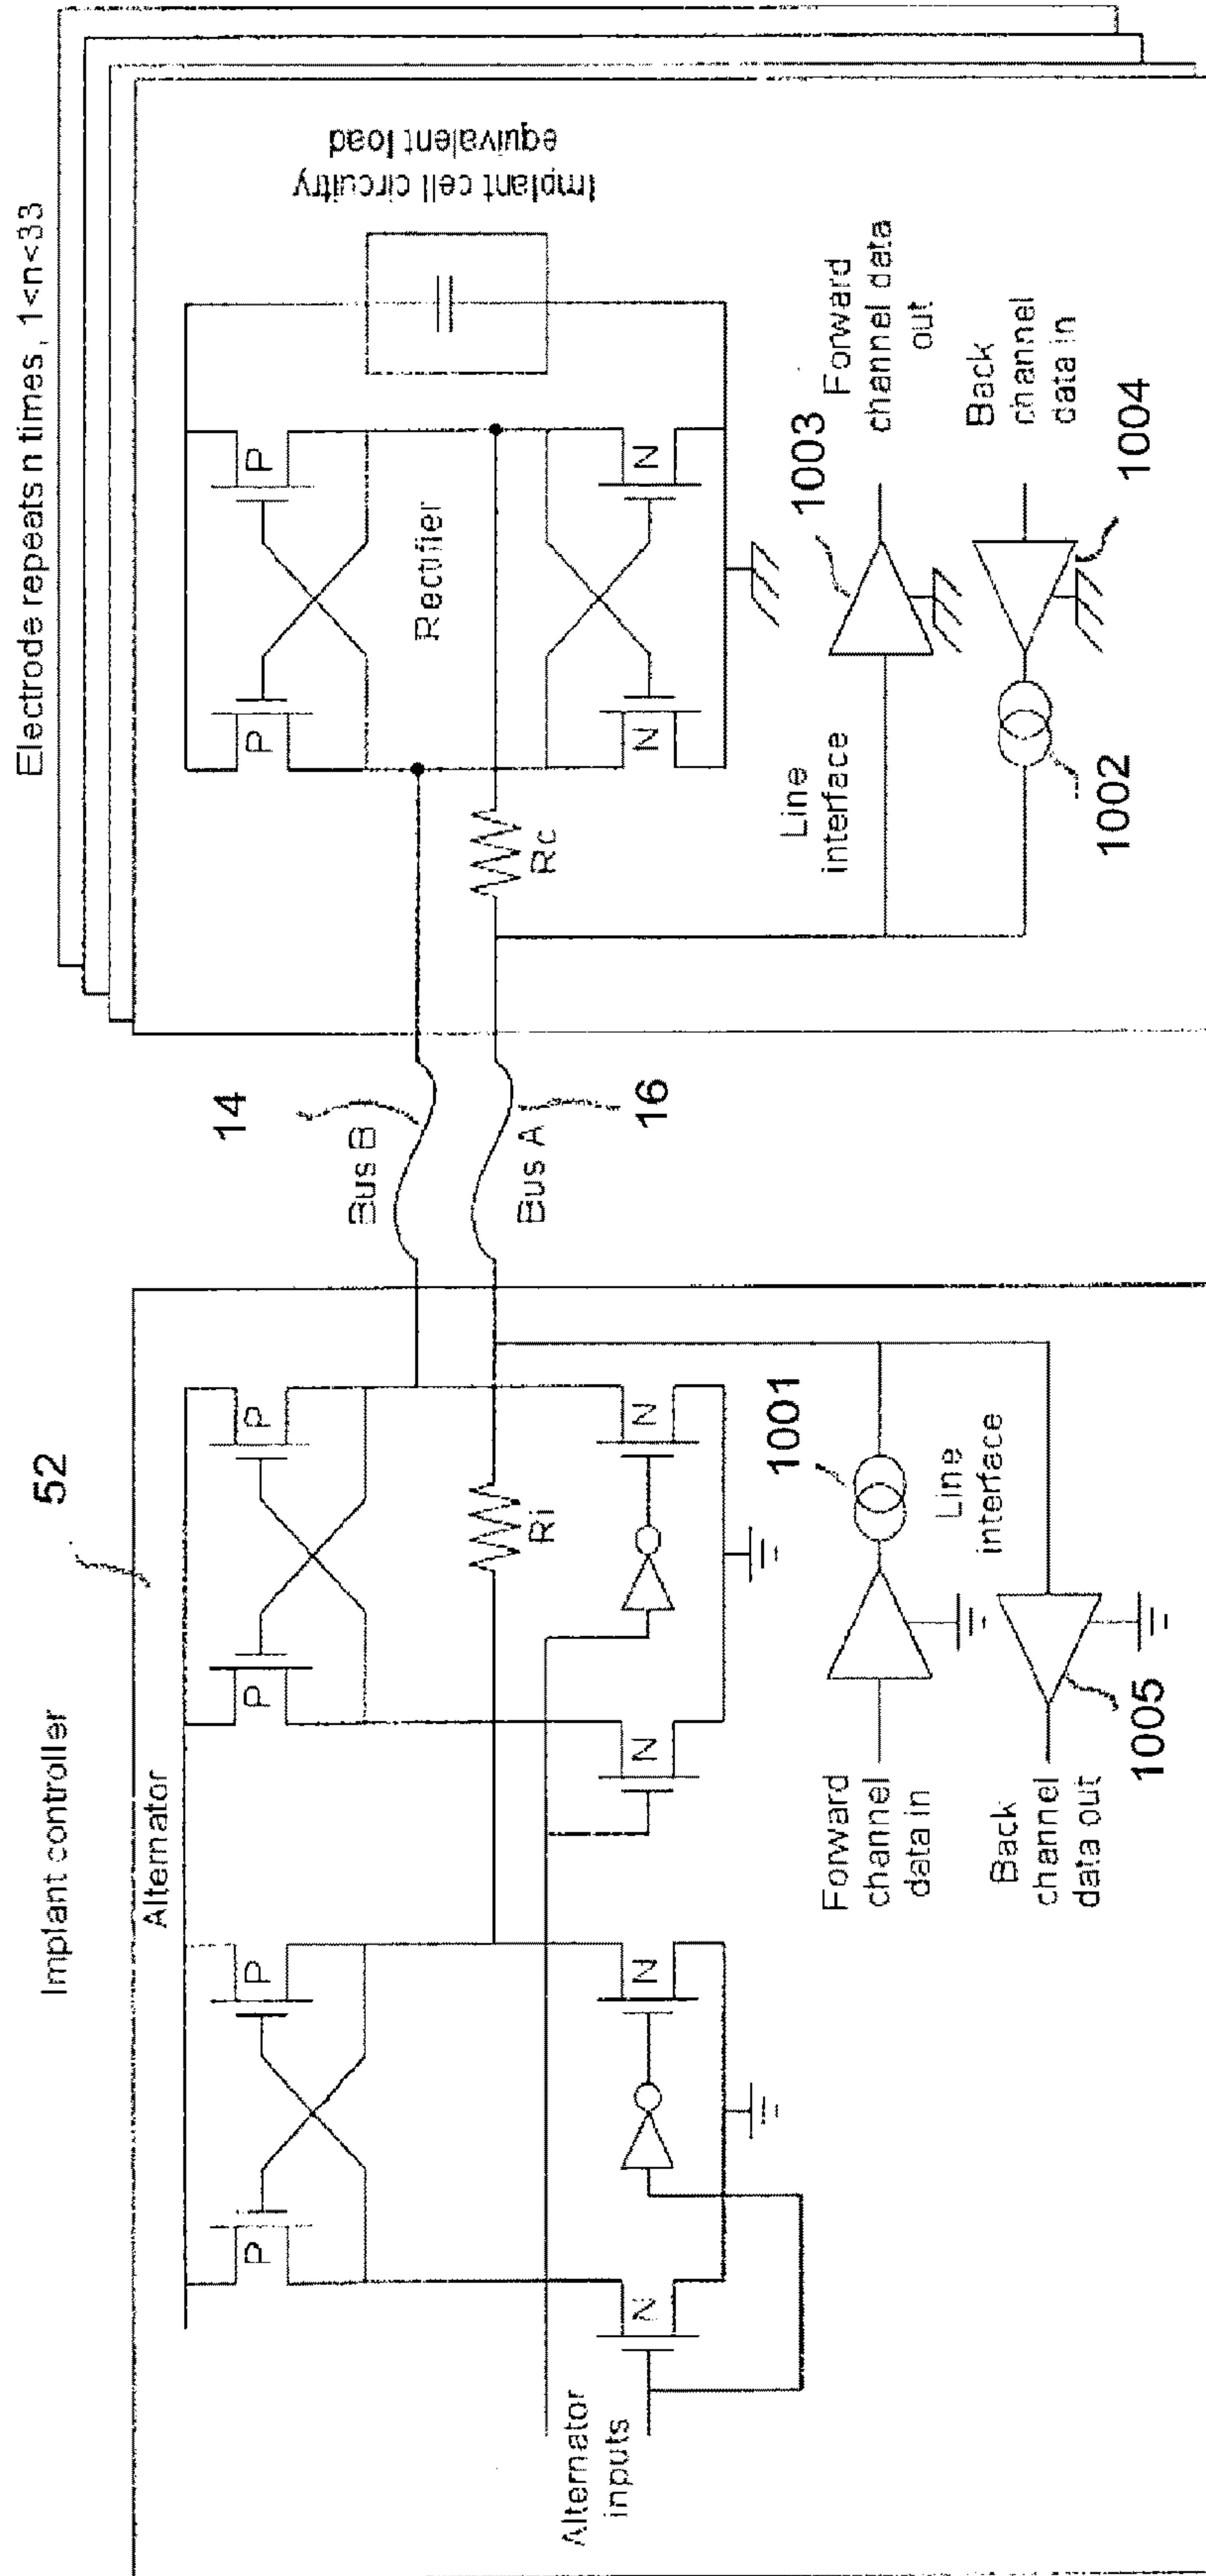 Implant controller
52
Alternator
P
P
P
P
Ri
N
N
N
N
Alternator
inputs
Forward
channel
data in
1001
Line
interface
Back
channel
data out
1005
14
Bus B
Bus A
16
Electrode repeats n times, 1<n<33
P
P
Rectifier
Rc
N
N
Implant cell circuitry
equivalent load
Line
interface
1003
Forward
channel data
out
1002
Back
channel
data in
1004